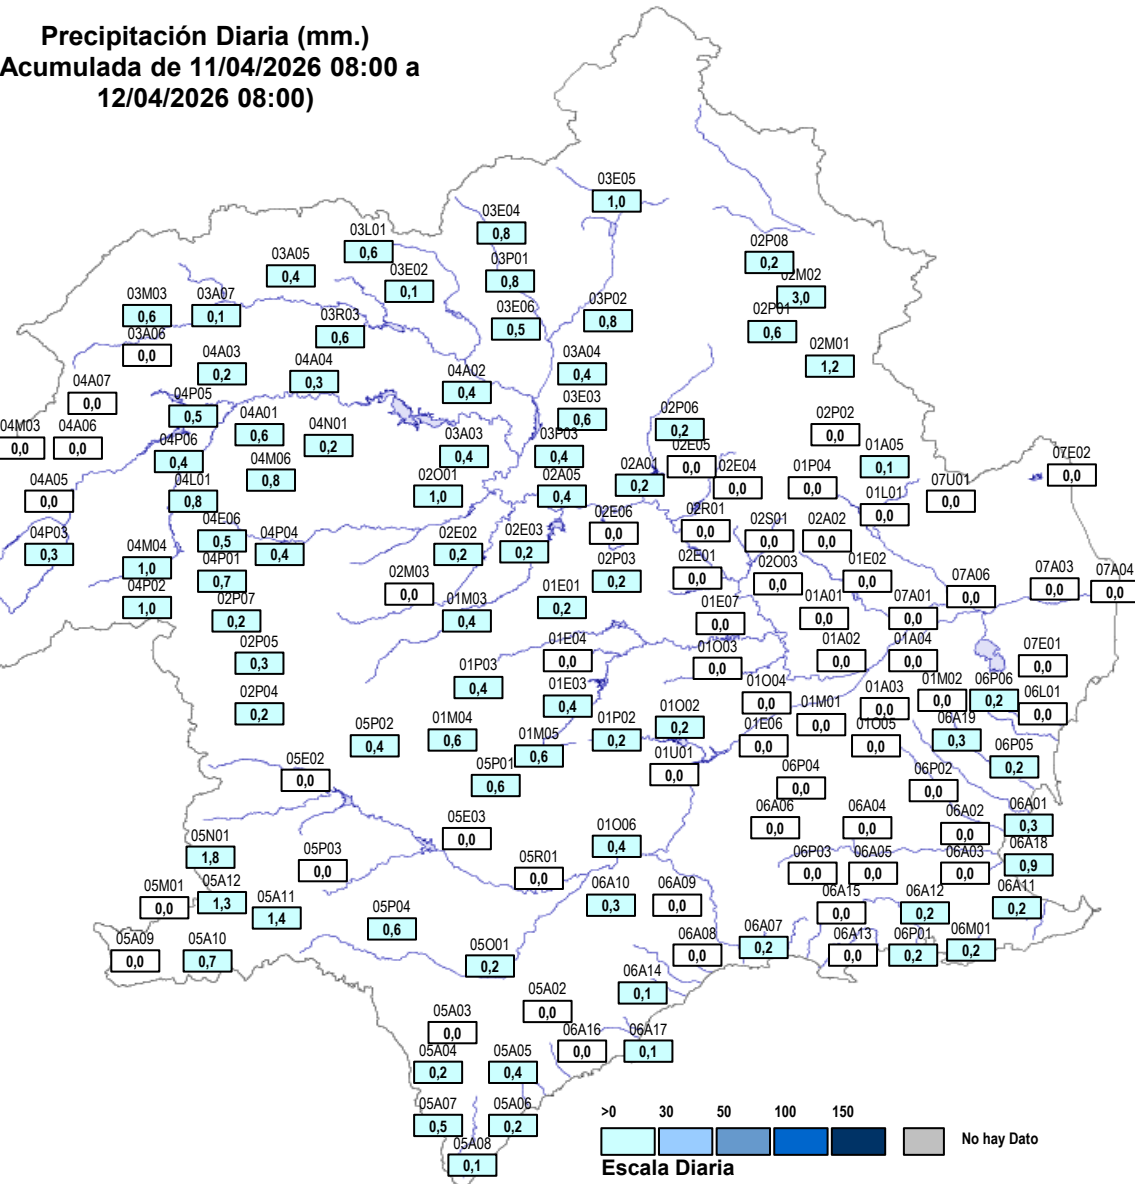 Precipitación Diaria (mm.)
Acumulada de 11/04/2026 08:00 a
12/04/2026 08:00)
03E05
1,0
03E04
0,8
03L01
0,6
03A05
0,4
03E02
0,1
03P01
0,8
02P08
0,2
02M02
3,0
03M03
0,6
03A07
0,1
03R03
0,6
03E06
0,5
03P02
0,8
02P01
0,6
03A06
0,0
04A03
0,2
04A04
0,3
04A02
0,4
03A04
0,4
02M01
1,2
04A07
0,0
04P05
0,5
03E03
0,6
02P06
0,2
02P02
0,0
04M03
0,0
04A06
0,0
04A01
0,6
04N01
0,2
03A03
0,4
03P03
0,4
02E05
0,0
01A05
0,1
07E02
0,0
04P06
0,4
04M06
0,8
02O01
1,0
02A05
0,4
02A01
0,2
02E04
0,0
01P04
0,0
07U01
0,0
04A05
0,0
04L01
0,8
01L01
0,0
04E06
0,5
04P04
0,4
02E02
0,2
02E03
0,2
02E06
0,0
02R01
0,0
02S01
0,0
02A02
0,0
04P03
0,3
04M04
1,0
04P01
0,7
02M03
0,0
02P03
0,2
02E01
0,0
02O03
0,0
01E02
0,0
07A06
0,0
07A03
0,0
07A04
0,0
04P02
1,0
02P07
0,2
01M03
0,4
01E01
0,2
01E07
0,0
01A01
0,0
07A01
0,0
02P05
0,3
01P03
0,4
01E04
0,0
01O03
0,0
01A02
0,0
01A04
0,0
07E01
0,0
02P04
0,2
01E03
0,4
01O04
0,0
01A03
0,0
01M02
0,0
06P06
0,2
06L01
0,0
05P02
0,4
01M04
0,6
01M05
0,6
01P02
0,2
01O02
0,2
01E06
0,0
01M01
0,0
01O05
0,0
06A19
0,3
06P05
0,2
05E02
0,0
05P01
0,6
01U01
0,0
06P04
0,0
06P02
0,0
05N01
1,8
05E03
0,0
01O06
0,4
06A06
0,0
06A04
0,0
06A02
0,0
06A01
0,3
05P03
0,0
05R01
0,0
06P03
0,0
06A05
0,0
06A03
0,0
06A18
0,9
05M01
0,0
05A12
1,3
05A11
1,4
05P04
0,6
06A10
0,3
06A09
0,0
06A15
0,0
06A12
0,2
06A11
0,2
05A09
0,0
05A10
0,7
05O01
0,2
06A08
0,0
06A07
0,2
06A13
0,0
06P01
0,2
06M01
0,2
06A14
0,1
05A03
0,0
05A02
0,0
06A16
0,0
06A17
0,1
05A04
0,2
05A05
0,4
05A07
0,5
05A06
0,2
05A08
0,1
>0 30 50 100 150
No hay Dato
Escala Diaria